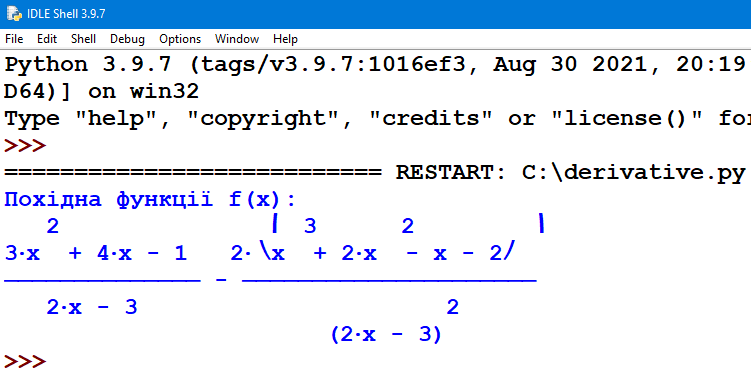 IDLE Shell 3.9.7
File Edit Shell Debug Options Window Help
Python 3.9.7 (tags/v3.9.7:1016ef3, Aug 30 2021, 20:19
D64)] on win32
Type "help", "copyright", "credits" or "license()" for
>>>
=========================== RESTART: C:\derivative.py
Похідна функції f(x):
   2               ⎛ 3      2        ⎞
3⋅x  + 4⋅x - 1   2⋅⎝x  + 2⋅x  - x - 2⎠
────────────── - ─────────────────────
   2⋅x - 3                      2
                       (2⋅x - 3)
>>>